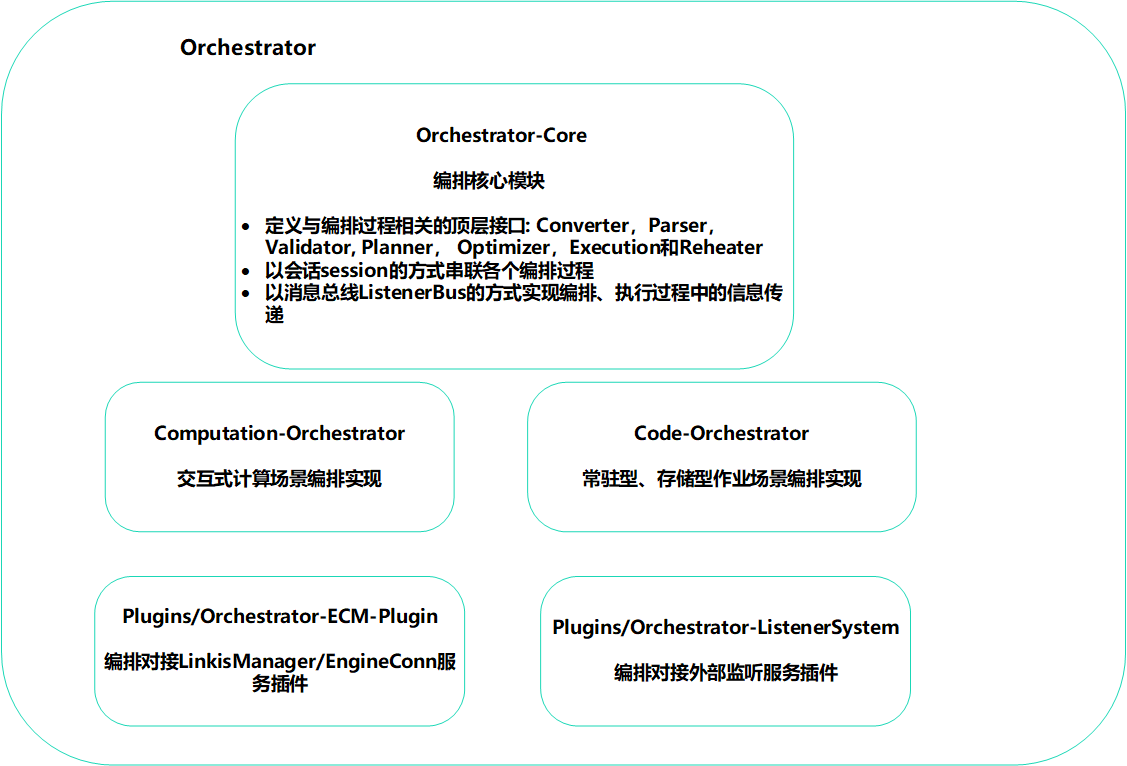 Orchestrator
Orchestrator-Core
编排核心模块
• 定义与编排过程相关的顶层接口: Converter，Parser，
Validator, Planner， Optimizer，Execution和Reheater
• 以会话session的方式串联各个编排过程
• 以消息总线ListenerBus的方式实现编排、执行过程中的信息传
递
Computation-Orchestrator
交互式计算场景编排实现
Code-Orchestrator
常驻型、存储型作业场景编排实现
Plugins/Orchestrator-ECM-Plugin
编排对接LinkisManager/EngineConn服
务插件
Plugins/Orchestrator-ListenerSystem
编排对接外部监听服务插件